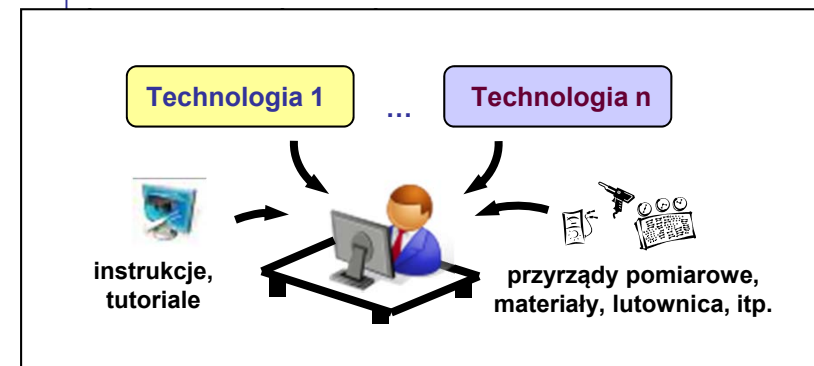 Technologia 1
...
Technologia n
instrukcje,
tutoriale
przyrządy pomiarowe,
materiały, lutownica, itp.